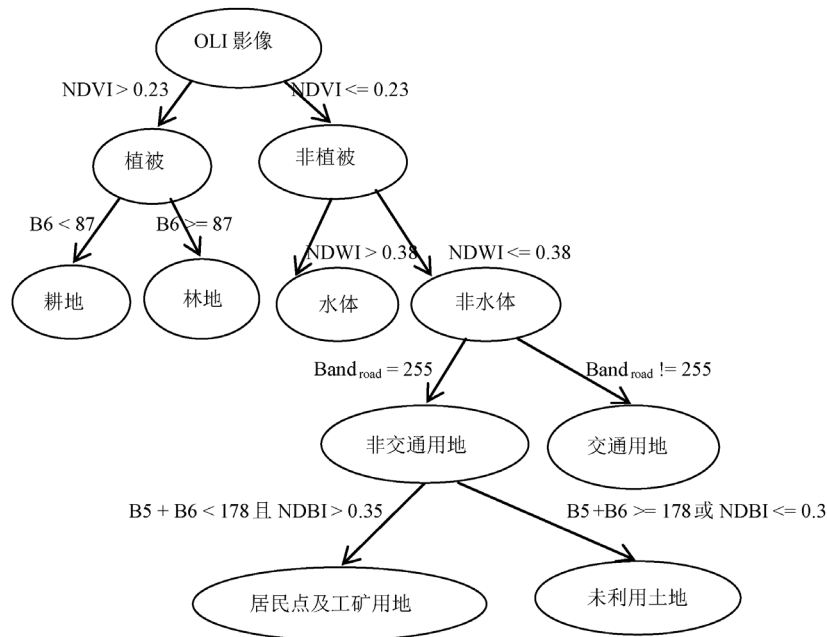 OLI 影像
NDVI > 0.23
NDVI <= 0.23
植被
非植被
B6 < 87
B6 >= 87
NDWI > 0.38
NDWI <= 0.38
耕地
林地
水体
非水体
Band road = 255
Band road != 255
非交通用地
交通用地
B5 + B6 < 178 且 NDBI > 0.35
B5 +B6 >= 178 或 NDBI <= 0.3
居民点及工矿用地
未利用土地